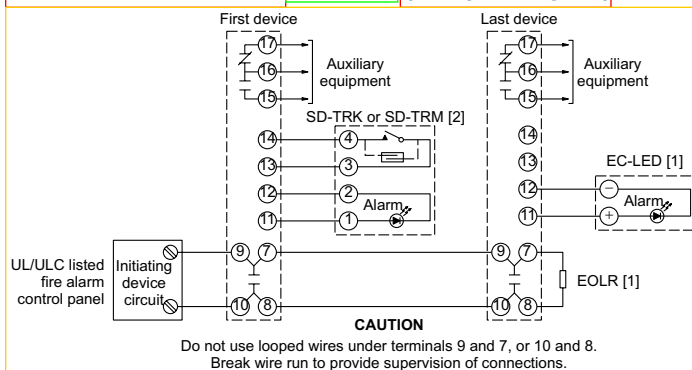 First device
Last device
17
16
15
Auxiliary
equipment
17
16
15
Auxiliary
equipment
SD-TRK or SD-TRM [2]
14
13
12
11
4
3
2
1
Alarm
14
13
12
11
EC-LED [1]
−
+
Alarm
UL/ULC listed
fire alarm
control panel
Initiating
device
circuit
9
7
10
8
9
7
10
8
EOLR [1]
CAUTION
Do not use looped wires under terminals 9 and 7, or 10 and 8.
Break wire run to provide supervision of connections.